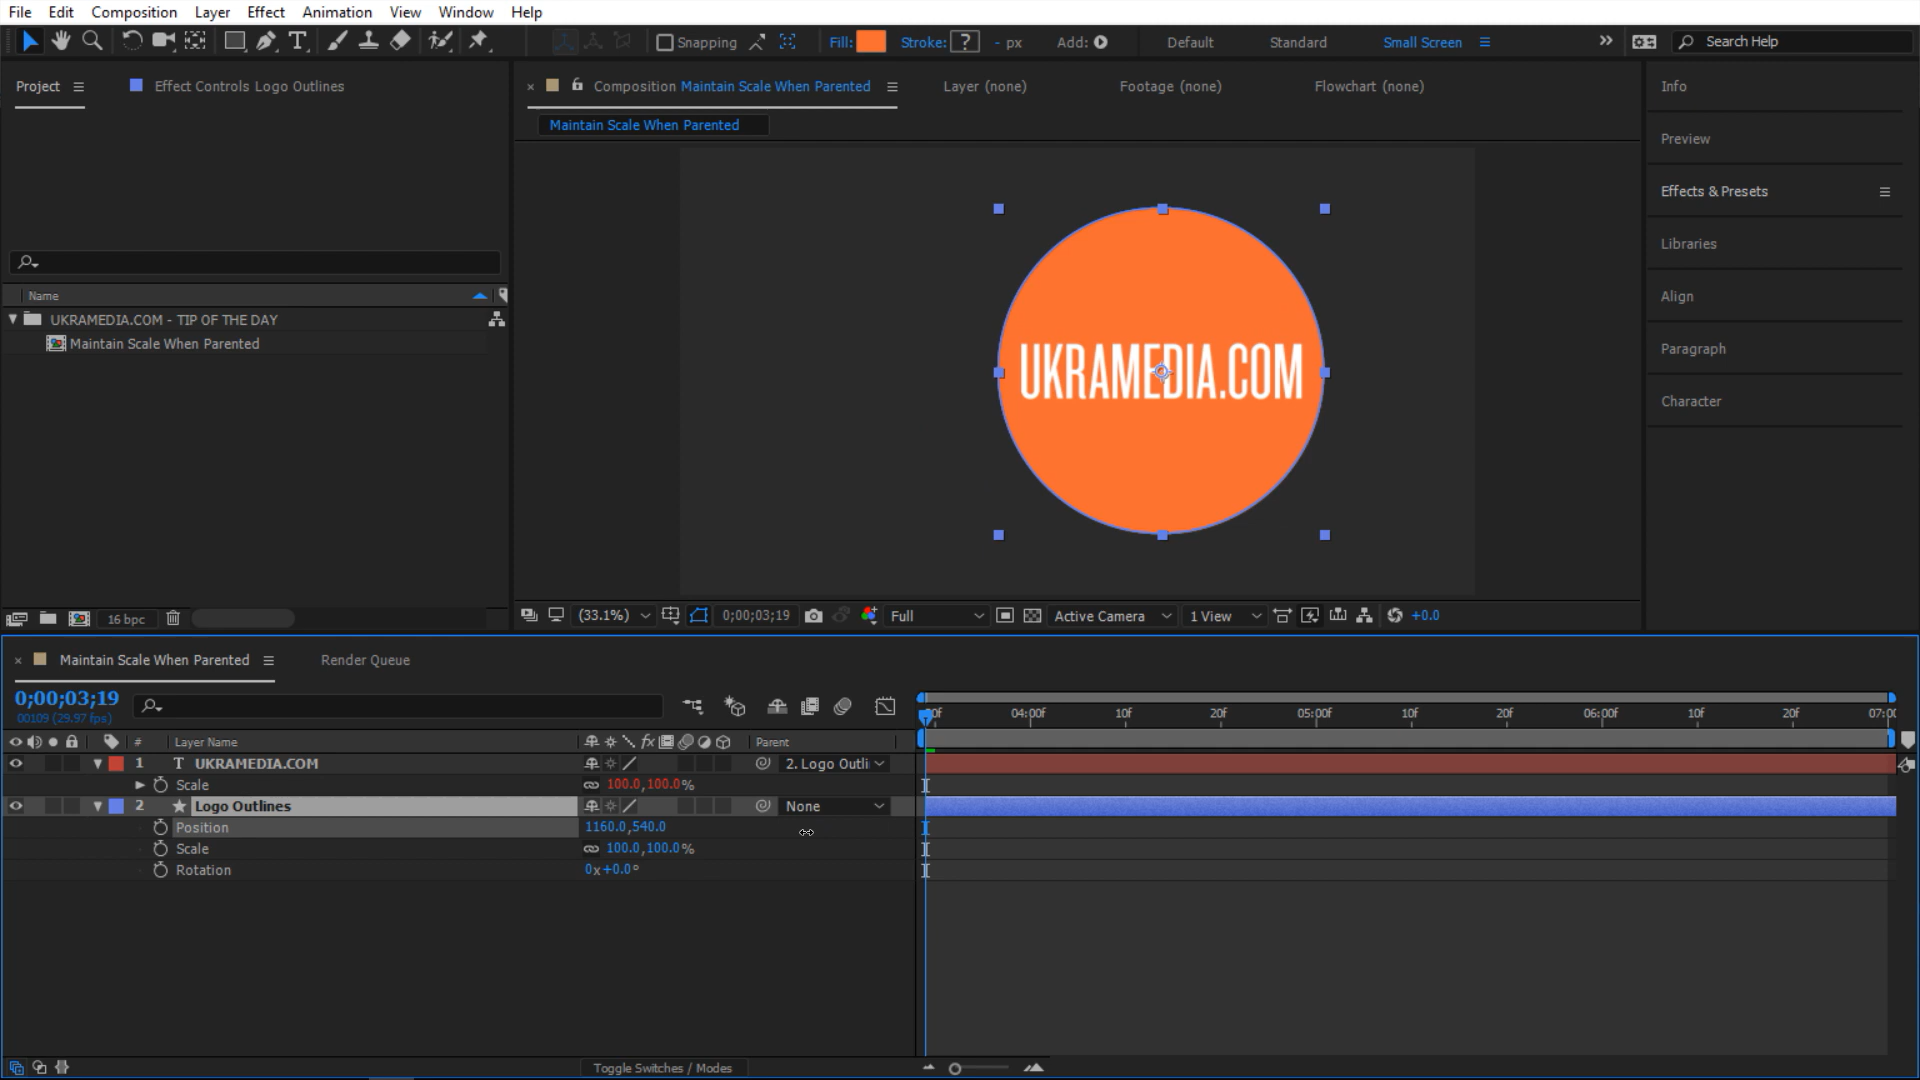 File Edit Composition Layer Effect Animation View Window Help
Snapping Fill: Stroke: ? - px Add: Default Standard Small Screen Search Help
Project Effect Controls Logo Outlines
Composition Maintain Scale When Parented Layer (none) Footage (none) Flowchart (none)
Maintain Scale When Parented
Info
Preview
Effects & Presets
Libraries
Align
Paragraph
Character
Name
UKRAMEDIA.COM - TIP OF THE DAY
Maintain Scale When Parented
UKRAMEDIA.COM
16 bpc
(33.1%) 0;00;03;19 Full Active Camera 1 View +0.0
Maintain Scale When Parented Render Queue
0;00;03;19
00109 (29.97 fps)
04:00f 10f 20f 05:00f 10f 20f 06:00f 10f 20f
# Layer Name fx Parent
1 T UKRAMEDIA.COM 2. Logo Outli
Scale 100.0,100.0%
2 Logo Outlines None
Position 1160.0,540.0
Scale 100.0,100.0%
Rotation 0x+0.0°
Toggle Switches / Modes